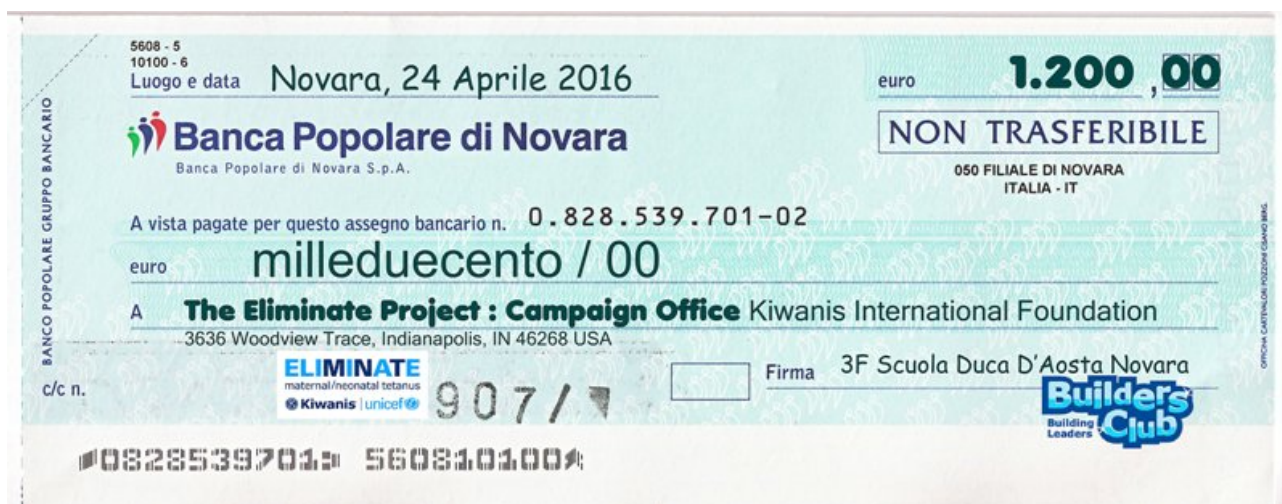 5608 - 5
10100 - 6
Luogo e data Novara, 24 Aprile 2016 euro 1.200 ,00
Banca Popolare di Novara
Banca Popolare di Novara S.p.A.
NON TRASFERIBILE
050 FILIALE DI NOVARA
ITALIA - IT
A vista pagate per questo assegno bancario n. 0.828.539.701-02
euro milleduecento / 00
A The Eliminate Project : Campaign Office Kiwanis International Foundation
3636 Woodview Trace, Indianapolis, IN 46268 USA
ELIMINATE
maternal/neonatal tetanus
Kiwanis | unicef
c/c n. 907/
Firma 3F Scuola Duca D'Aosta Novara
Builders Club
Building Leaders
0828539701 5608101004
BANCO POPOLARE GRUPPO BANCARIO